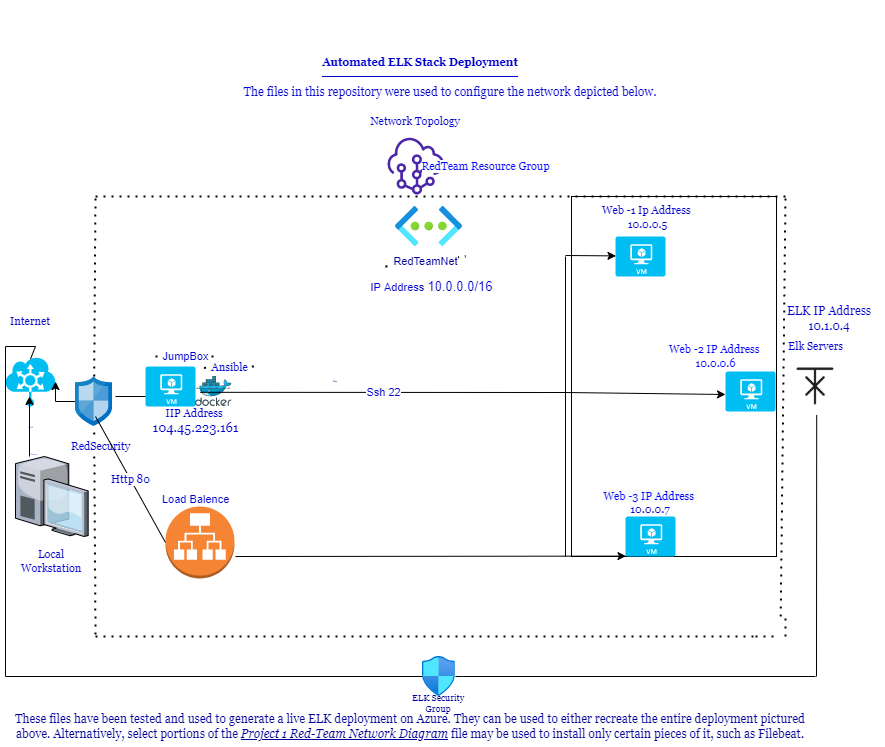 Automated ELK Stack Deployment
The files in this repository were used to configure the network depicted below.
Network Topology
RedTeam Resource Group
RedTeamNet
IP Address 10.0.0.0/16
Web -1 Ip Address
10.0.0.5
VM
ELK IP Address
10.1.0.4
Elk Servers
Web -2 IP Address
10.0.0.6
VM
Internet
JumpBox
Ansible
VM
docker
IIP Address
104.45.223.161
Ssh 22
RedSecurity
Http 80
Load Balence
Web -3 IP Address
10.0.0.7
VM
Local
Workstation
ELK Security
Group
These files have been tested and used to generate a live ELK deployment on Azure. They can be used to either recreate the entire deployment pictured
above. Alternatively, select portions of the Project 1 Red-Team Network Diagram file may be used to install only certain pieces of it, such as Filebeat.